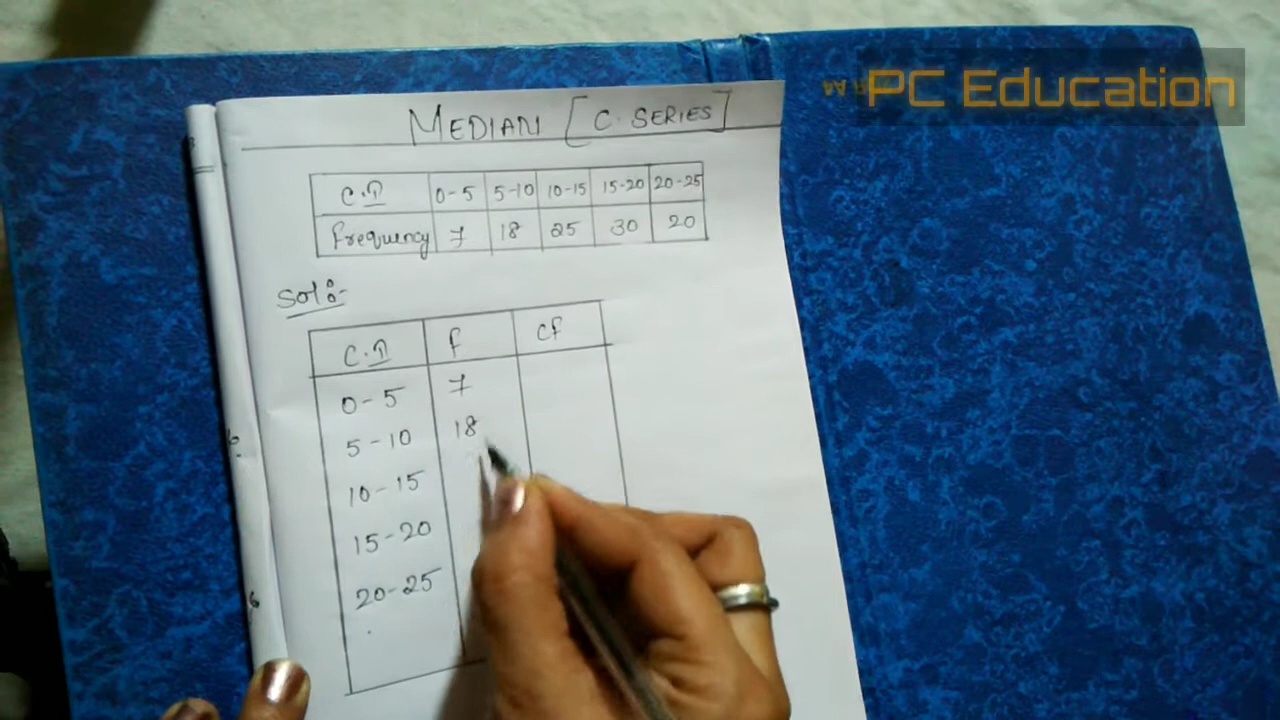 PC Education
MEDIAN [C. SERIES]
C.I 0-5 5-10 10-15 15-20 20-25
frequency 7 18 25 30 20
Sol:-
C.I f cf
0-5 7
5-10 18
10-15
15-20
20-25